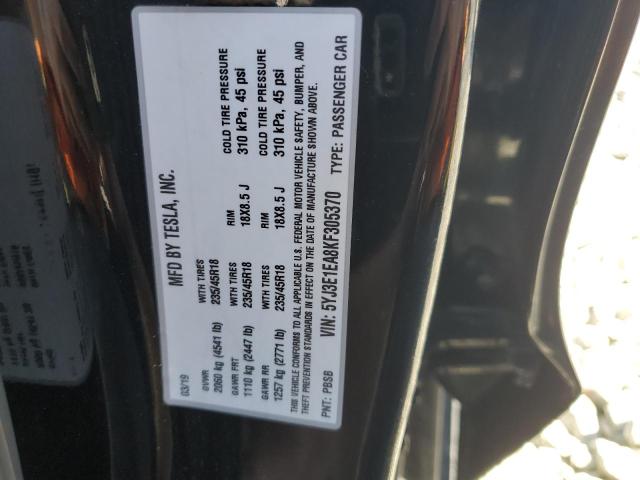 MFD BY TESLA, INC.
03/19
GVWR WITH TIRES RIM COLD TIRE PRESSURE
2060 kg (4541 lb) 235/45R18 18X8.5 J 310 kPa, 45 psi
GAWR FRT WITH TIRES RIM COLD TIRE PRESSURE
1110 kg (2447 lb) 235/45R18 18X8.5 J 310 kPa, 45 psi
GAWR RR
1257 kg (2771 lb) 235/45R18
THIS VEHICLE CONFORMS TO ALL APPLICABLE U.S. FEDERAL MOTOR VEHICLE SAFETY, BUMPER, AND
THEFT PREVENTION STANDARDS IN EFFECT ON THE DATE OF MANUFACTURE SHOWN ABOVE.
VIN: 5YJ3E1EA8KF305370 TYPE: PASSENGER CAR
PNT: PBSB